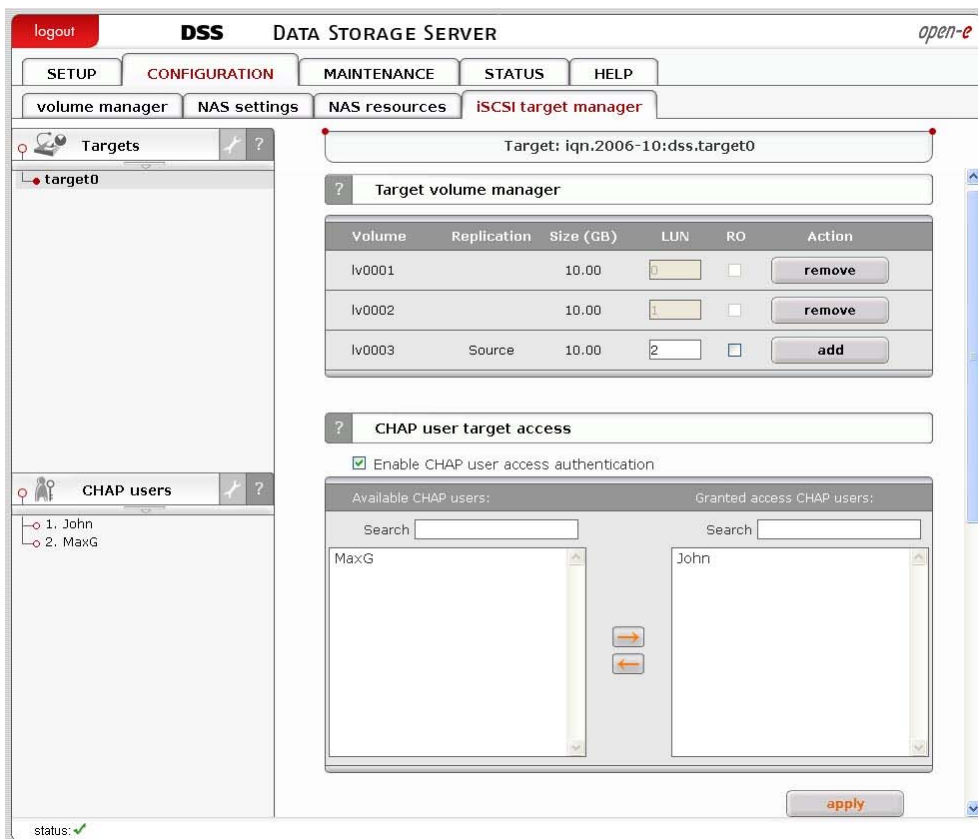 logout
DSS DATA STORAGE SERVER
open-e
SETUP CONFIGURATION MAINTENANCE STATUS HELP
volume manager NAS settings NAS resources iSCSI target manager
Targets ?
target0
CHAP users ?
1. John
2. MaxG
Target: iqn.2006-10:dss.target0
? Target volume manager
Volume Replication Size (GB) LUN RO Action
lv0001 10.00 0 remove
lv0002 10.00 1 remove
lv0003 Source 10.00 2 add
? CHAP user target access
Enable CHAP user access authentication
Available CHAP users: Granted access CHAP users:
Search Search
MaxG John
apply
status: